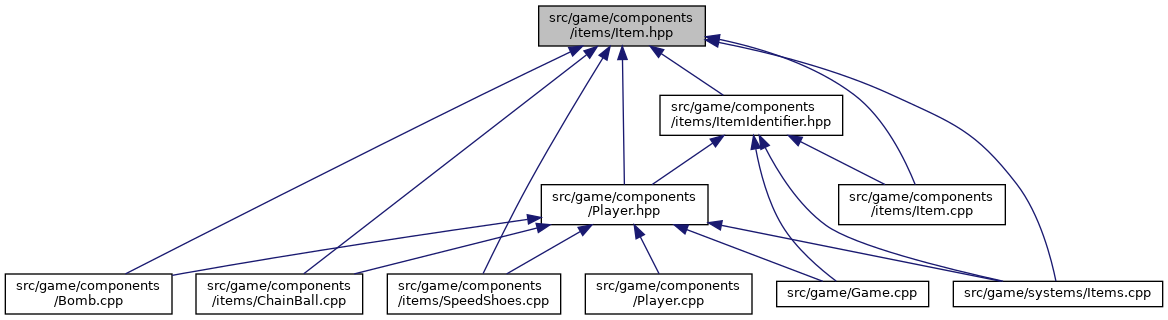 src/game/components
/items/Item.hpp
src/game/components
/items/ItemIdentifier.hpp
src/game/components
/Player.hpp
src/game/components
/items/Item.cpp
src/game/components
/Bomb.cpp
src/game/components
/items/ChainBall.cpp
src/game/components
/items/SpeedShoes.cpp
src/game/components
/Player.cpp
src/game/Game.cpp
src/game/systems/Items.cpp